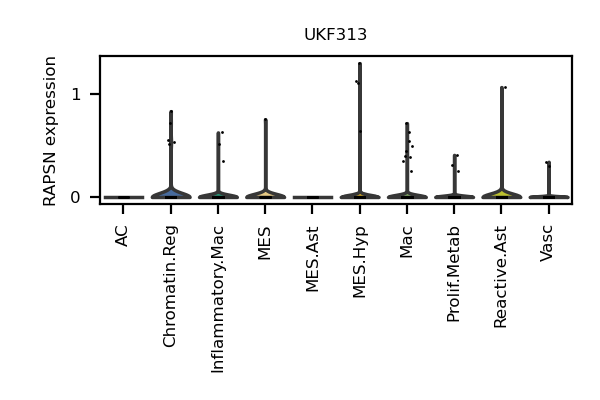 UKF313
RAPSN expression
1
0
AC
Chromatin.Reg
Inflammatory.Mac
MES
MES.Ast
MES.Hyp
Mac
Prolif.Metab
Reactive.Ast
Vasc